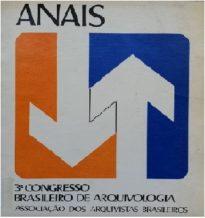 ANAIS
3º CONGRESSO
BRASILEIRO DE ARQUIVOLOGIA
ASSOCIAÇÃO DOS ARQUIVISTAS BRASILEIROS